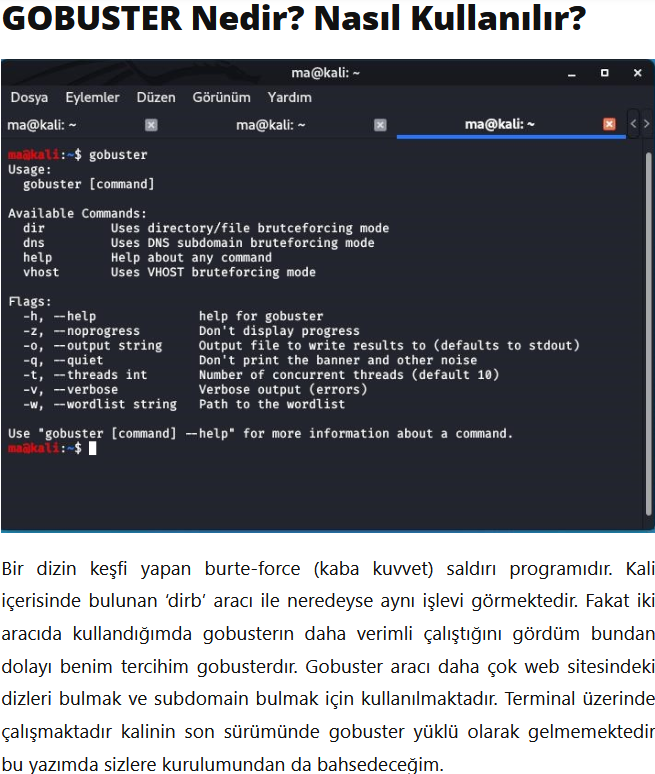 GOBUSTER Nedir? Nasıl Kullanılır?
ma@kali: ~
Dosya Eylemler Düzen Görünüm Yardım
ma@kali: ~ ma@kali: ~ ma@kali: ~
ma@kali:~$ gobuster
Usage:
  gobuster [command]
Available Commands:
  dir         Uses directory/file brutceforcing mode
  dns         Uses DNS subdomain bruteforcing mode
  help        Help about any command
  vhost       Uses VHOST bruteforcing mode
Flags:
  -h, --help              help for gobuster
  -z, --noprogress        Don't display progress
  -o, --output string     Output file to write results to (defaults to stdout)
  -q, --quiet             Don't print the banner and other noise
  -t, --threads int       Number of concurrent threads (default 10)
  -v, --verbose           Verbose output (errors)
  -w, --wordlist string   Path to the wordlist
Use "gobuster [command] --help" for more information about a command.
ma@kali:~$
Bir dizin keşfi yapan burte-force (kaba kuvvet) saldırı programıdır. Kali
içerisinde bulunan ‘dirb‘ aracı ile neredeyse aynı işlevi görmektedir. Fakat iki
aracıda kullandığımda gobusterın daha verimli çalıştığını gördüm bundan
dolayı benim tercihim gobusterdır. Gobuster aracı daha çok web sitesindeki
dizleri bulmak ve subdomain bulmak için kullanılmaktadır. Terminal üzerinde
çalışmaktadır kalinin son sürümünde gobuster yüklü olarak gelmemektedir
bu yazımda sizlere kurulumundan da bahsedeceğim.